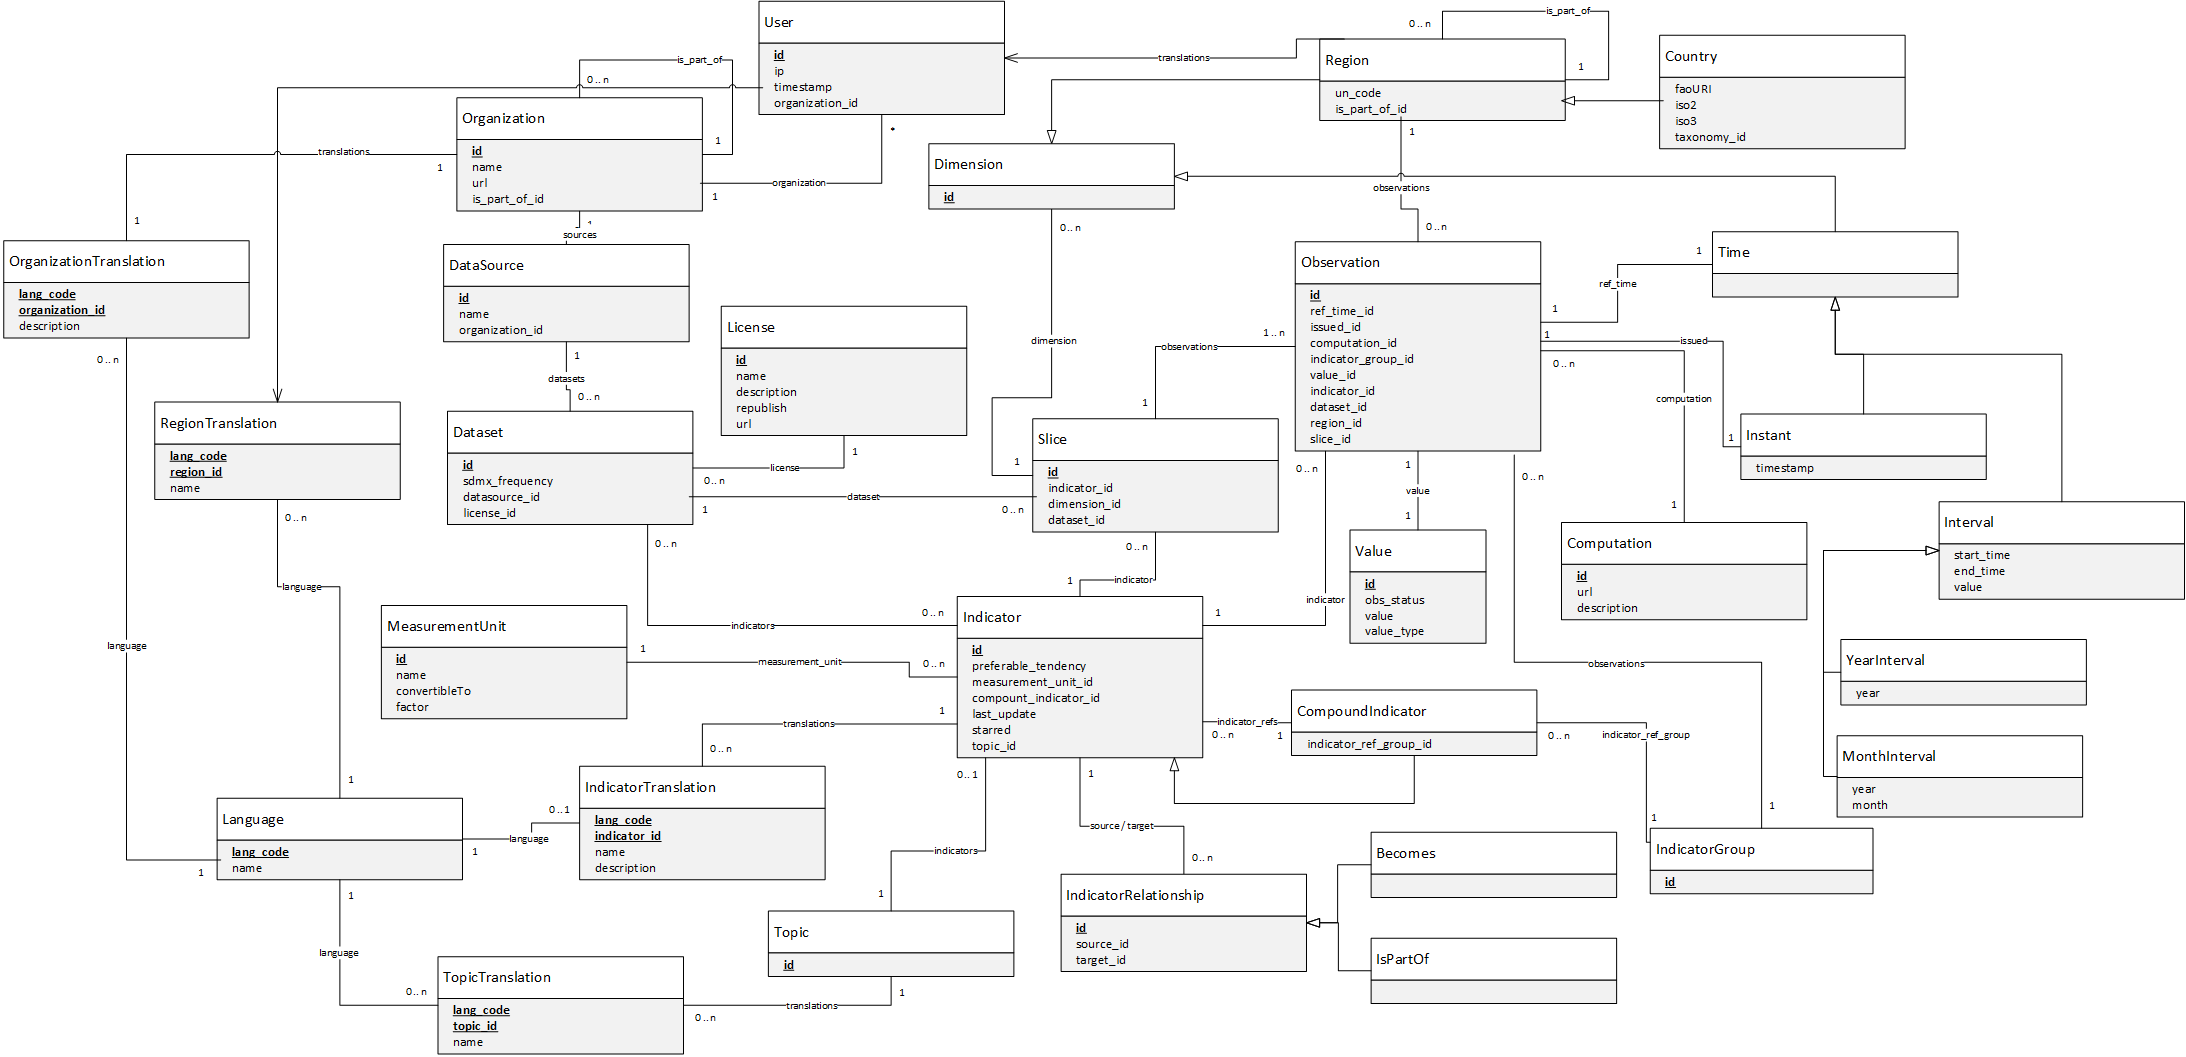 User
id
ip
timestamp
organization_id
is_part_of
0..n
1
translations
Region
un_code
is_part_of_id
is_part_of
0..n
1
Country
faoURI
iso2
iso3
taxonomy_id
Organization
id
name
url
is_part_of_id
translations
1
1
organization
*
1
Dimension
id
0..n
dimension
1
1
observations
0..n
OrganizationTranslation
lang_code
organization_id
description
0..n
language
1
1
sources
DataSource
id
name
organization_id
1
datasets
0..n
License
id
name
description
republish
url
1
license
0..n
Observation
id
ref_time_id
issued_id
computation_id
indicator_group_id
value_id
indicator_id
dataset_id
region_id
slice_id
Time
1
ref_time
1
1
issued
1
0..n
computation
1
1..n
observations
1
RegionTranslation
lang_code
region_id
name
0..n
language
1
Dataset
id
sdmx_frequency
datasource_id
license_id
1
dataset
0..n
Slice
id
indicator_id
dimension_id
dataset_id
0..n
indicator
1
Instant
timestamp
Interval
start_time
end_time
value
Computation
id
url
description
1
value
1
Value
id
obs_status
value
value_type
0..n
indicator
1
0..n
observations
1
0..n
indicators
0..n
MeasurementUnit
id
name
convertibleTo
factor
1
measurement_unit
0..n
Indicator
id
preferable_tendency
measurement_unit_id
compount_indicator_id
last_update
starred
topic_id
YearInterval
year
MonthInterval
year
month
1
translations
0..n
indicator_refs
0..n
1
CompoundIndicator
indicator_ref_group_id
0..n
indicator_ref_group
1
IndicatorTranslation
lang_code
indicator_id
name
description
0..1
language
1
Language
lang_code
name
0..1
indicators
1
1
source/target
0..n
IndicatorGroup
id
Becomes
IndicatorRelationship
id
source_id
target_id
IsPartOf
Topic
id
1
translations
0..n
1
language
0..n
TopicTranslation
lang_code
topic_id
name